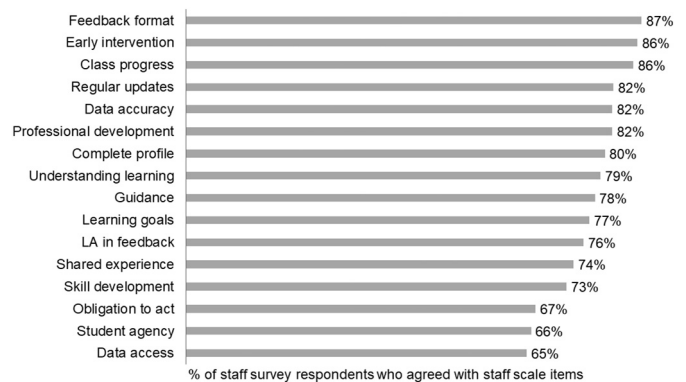 Feedback format 87%
Early intervention 86%
Class progress 86%
Regular updates 82%
Data accuracy 82%
Professional development 82%
Complete profile 80%
Understanding learning 79%
Guidance 78%
Learning goals 77%
LA in feedback 76%
Shared experience 74%
Skill development 73%
Obligation to act 67%
Student agency 66%
Data access 65%
% of staff survey respondents who agreed with staff scale items